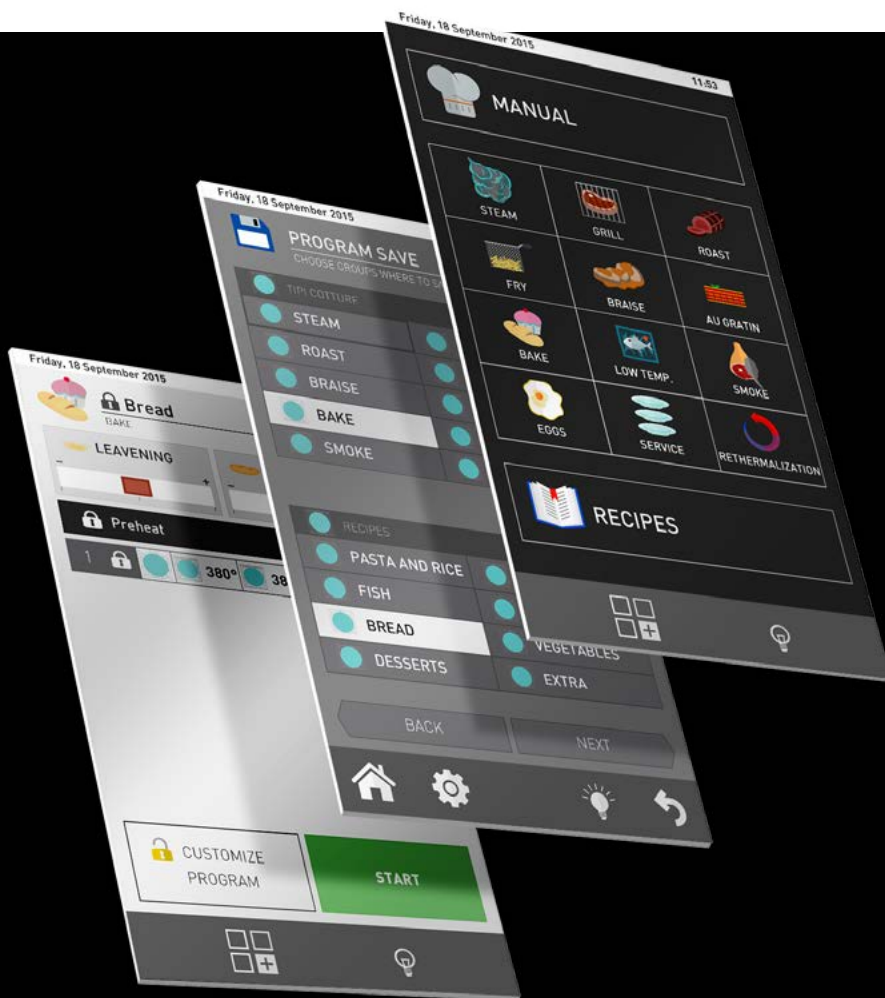 Friday, 18 September 2015
11:53
MANUAL
STEAM
GRILL
ROAST
FRY
BRAISE
AU GRATIN
BAKE
LOW TEMP.
SMOKE
EGGS
SERVICE
RETHERMALIZATION
RECIPES
Friday, 18 September 2015
PROGRAM SAVE
CHOOSE GROUPS WHERE TO
TIPI COTTURE
STEAM
ROAST
BRAISE
BAKE
SMOKE
RECIPES
PASTA AND RICE
FISH
BREAD
VEGETABLES
DESSERTS
EXTRA
BACK
NEXT
Friday, 18 September 2015
Bread
BAKE
LEAVENING
- +
-
Preheat
1 380° 38
CUSTOMIZE
PROGRAM
START